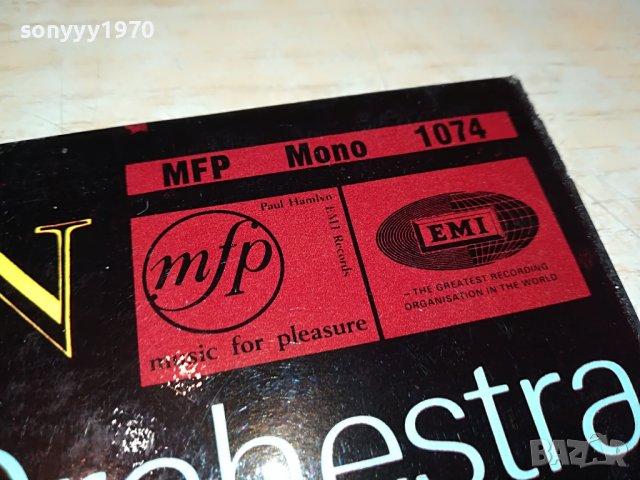 sonyyy1970
MFP Mono 1074
Paul Hamlyn
EMI Records
mfp
music for pleasure
EMI
– THE GREATEST RECORDING
ORGANISATION IN THE WORLD
N
Orchestra
BAZAR